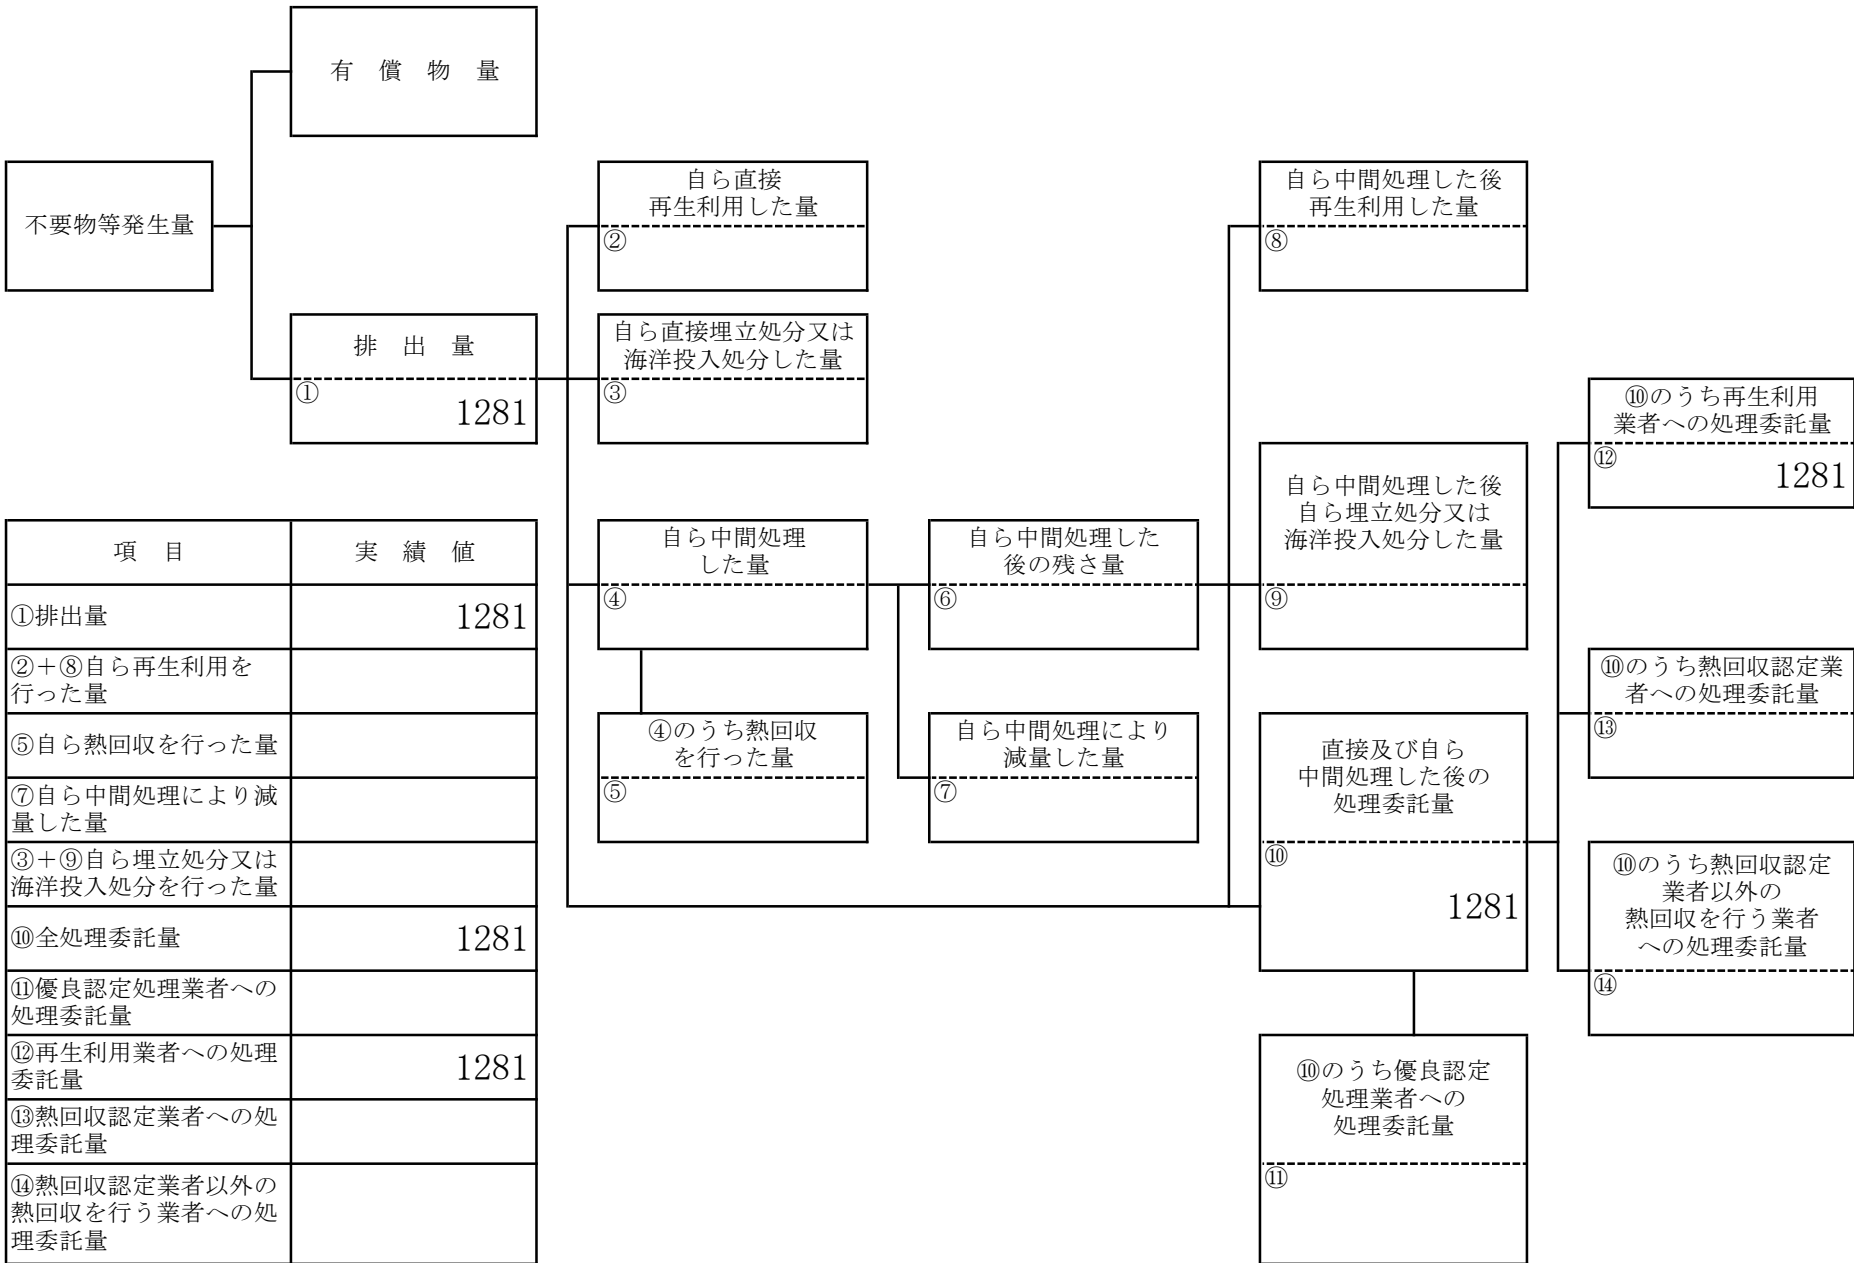 有　償　物　量
不要物等発生量
排　出　量
①
1281
自ら直接
再生利用した量
②
自ら直接埋立処分又は
海洋投入処分した量
③
自ら中間処理
した量
④
④のうち熱回収
を行った量
⑤
自ら中間処理した
後の残さ量
⑥
自ら中間処理により
減量した量
⑦
自ら中間処理した後
再生利用した量
⑧
自ら中間処理した後
自ら埋立処分又は
海洋投入処分した量
⑨
直接及び自ら
中間処理した後の
処理委託量
⑩
1281
⑩のうち優良認定
処理業者への
処理委託量
⑪
⑩のうち再生利用
業者への処理委託量
⑫
1281
⑩のうち熱回収認定業
者への処理委託量
⑬
⑩のうち熱回収認定
業者以外の
熱回収を行う業者
への処理委託量
⑭
項　目　実　績　値
①排出量　1281
②＋⑧自ら再生利用を
行った量
⑤自ら熱回収を行った量
⑦自ら中間処理により減
量した量
③＋⑨自ら埋立処分又は
海洋投入処分を行った量
⑩全処理委託量　1281
⑪優良認定処理業者への
処理委託量
⑫再生利用業者への処理
委託量　1281
⑬熱回収認定業者への処
理委託量
⑭熱回収認定業者以外の
熱回収を行う業者への処
理委託量